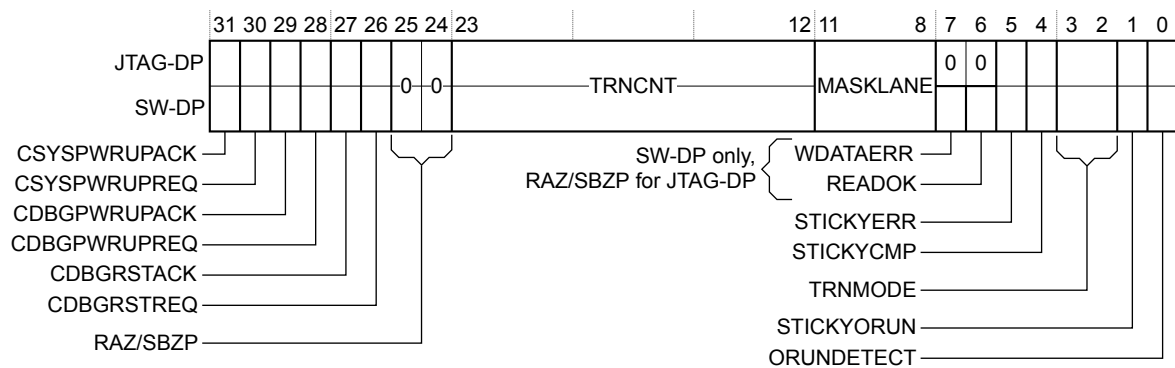 31 30 29 28 27 26 25 24 23 12 11 8 7 6 5 4 3 2 1 0
JTAG-DP 0 0
0 0 TRNCNT MASKLANE
SW-DP
CSYSPWRUPACK
CSYSPWRUPREQ
CDBGPWRUPACK
CDBGPWRUPREQ
CDBGRSTACK
CDBGRSTREQ
RAZ/SBZP
SW-DP only,
RAZ/SBZP for JTAG-DP
WDATAERR
READOK
STICKYERR
STICKYCMP
TRNMODE
STICKYORUN
ORUNDETECT